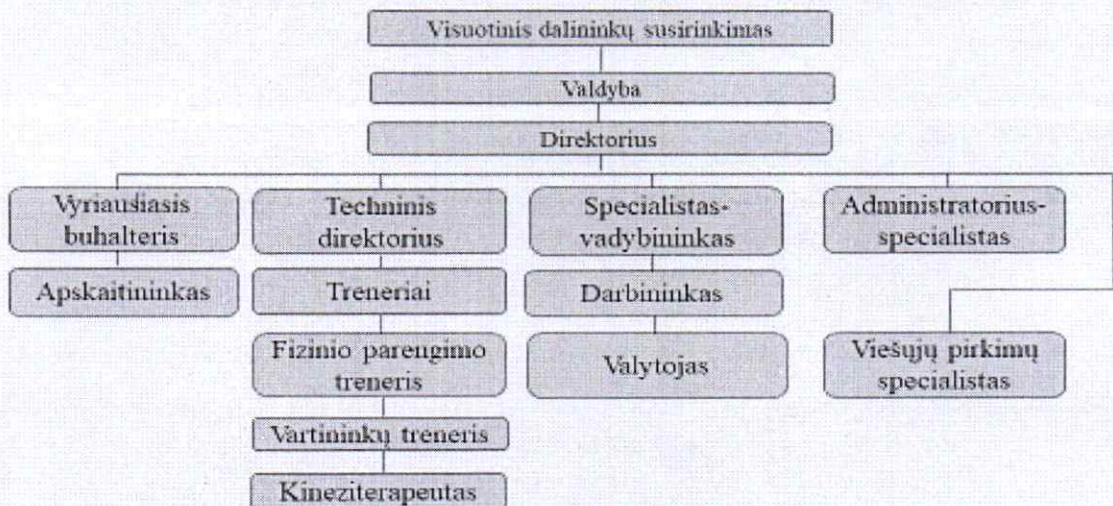 Visuotinis dalininkų susirinkimas
Valdyba
Direktorius
Vyriausiasis
buhalteris
Techninis
direktorius
Specialistas-
vadybininkas
Administratorius-
specialistas
Apskaitininkas
Treneriai
Darbininkas
Fizinio parengimo
treneris
Valytojas
Viešųjų pirkimų
specialistas
Vartininkų treneris
Kineziterapeutas